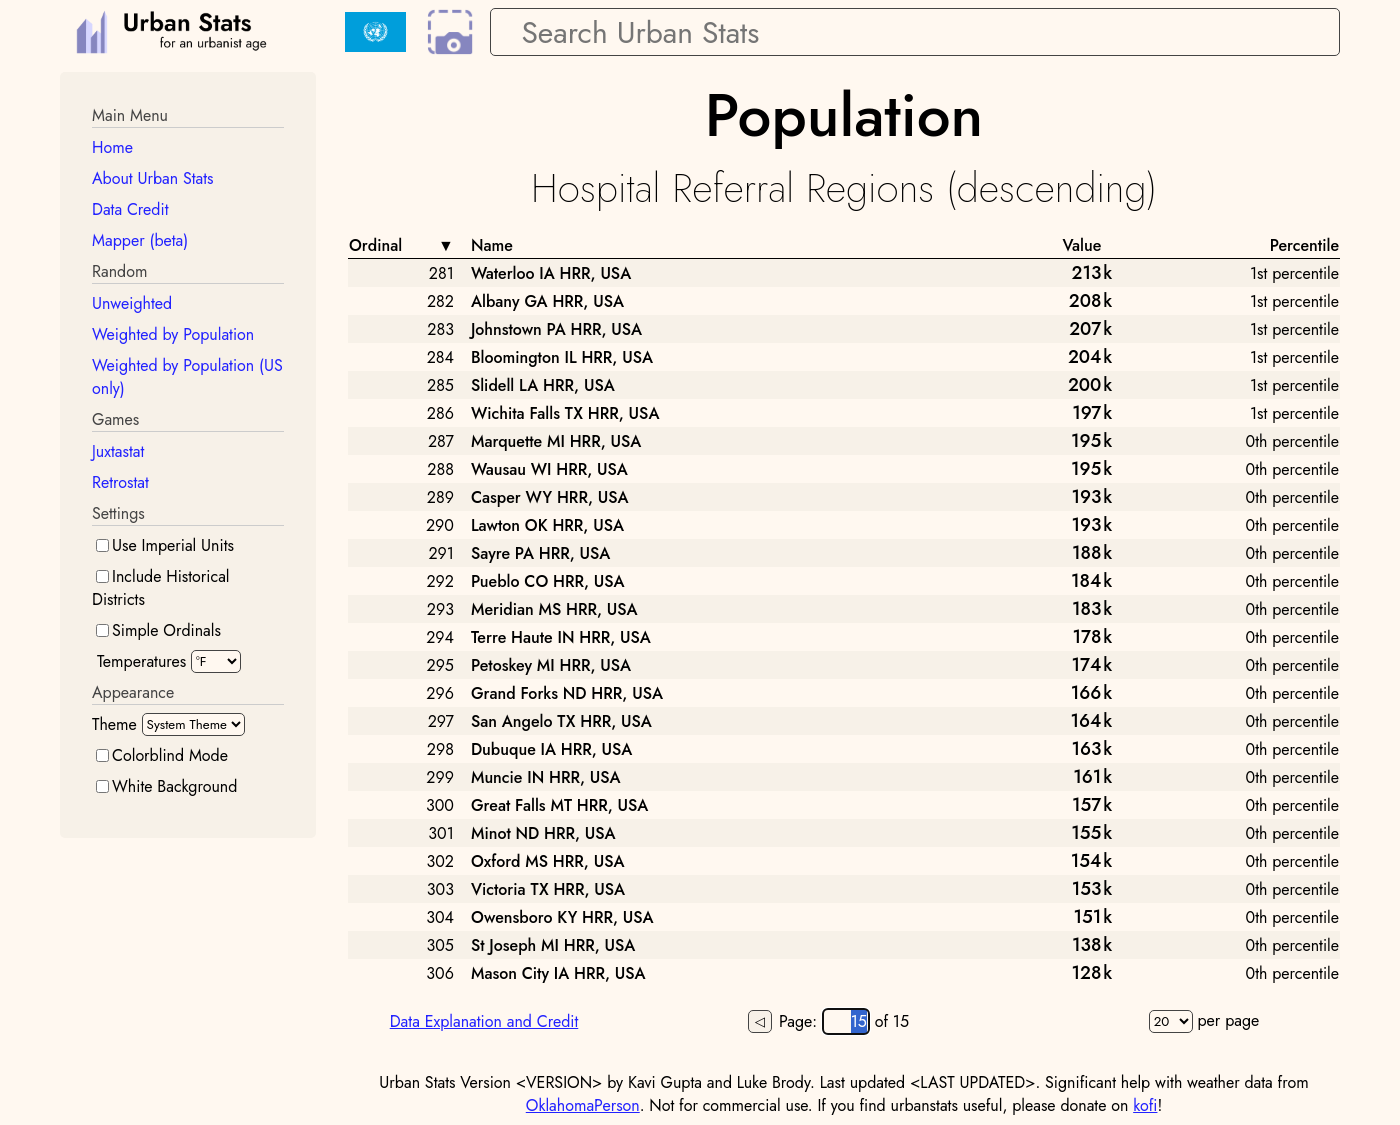 Urban Stats
for an urbanist age
Search Urban Stats
Main Menu
Home
About Urban Stats
Data Credit
Mapper (beta)
Random
Unweighted
Weighted by Population
Weighted by Population (US
only)
Games
Juxtastat
Retrostat
Settings
Use Imperial Units
Include Historical
Districts
Simple Ordinals
Temperatures °F
Appearance
Theme System Theme
Colorblind Mode
White Background
Population
Hospital Referral Regions (descending)
Ordinal ▼ Name Value Percentile
281 Waterloo IA HRR, USA 213k 1st percentile
282 Albany GA HRR, USA 208k 1st percentile
283 Johnstown PA HRR, USA 207k 1st percentile
284 Bloomington IL HRR, USA 204k 1st percentile
285 Slidell LA HRR, USA 200k 1st percentile
286 Wichita Falls TX HRR, USA 197k 1st percentile
287 Marquette MI HRR, USA 195k 0th percentile
288 Wausau WI HRR, USA 195k 0th percentile
289 Casper WY HRR, USA 193k 0th percentile
290 Lawton OK HRR, USA 193k 0th percentile
291 Sayre PA HRR, USA 188k 0th percentile
292 Pueblo CO HRR, USA 184k 0th percentile
293 Meridian MS HRR, USA 183k 0th percentile
294 Terre Haute IN HRR, USA 178k 0th percentile
295 Petoskey MI HRR, USA 174k 0th percentile
296 Grand Forks ND HRR, USA 166k 0th percentile
297 San Angelo TX HRR, USA 164k 0th percentile
298 Dubuque IA HRR, USA 163k 0th percentile
299 Muncie IN HRR, USA 161k 0th percentile
300 Great Falls MT HRR, USA 157k 0th percentile
301 Minot ND HRR, USA 155k 0th percentile
302 Oxford MS HRR, USA 154k 0th percentile
303 Victoria TX HRR, USA 153k 0th percentile
304 Owensboro KY HRR, USA 151k 0th percentile
305 St Joseph MI HRR, USA 138k 0th percentile
306 Mason City IA HRR, USA 128k 0th percentile
Data Explanation and Credit ◁ Page: 15 of 15 20 per page
Urban Stats Version <VERSION> by Kavi Gupta and Luke Brody. Last updated <LAST UPDATED>. Significant help with weather data from
OklahomaPerson. Not for commercial use. If you find urbanstats useful, please donate on kofi!